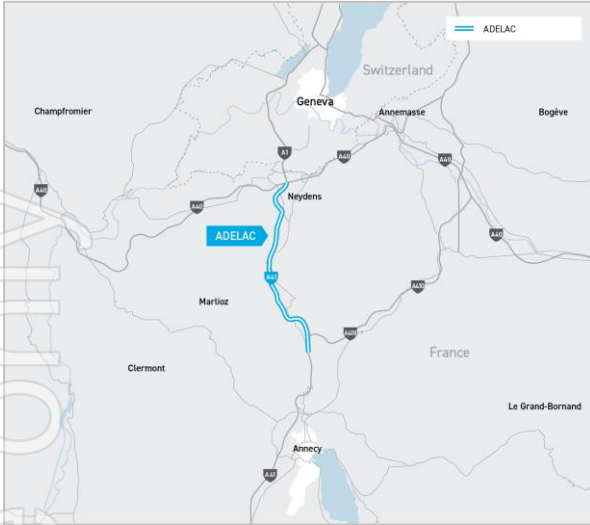 ADELAC
Switzerland
Geneva
Champfromier
Annemasse
Bogève
A1
A40
A40
A40
Neydens
A40
A40
ADELAC
A41
A410
Marlioz
A410
France
Clermont
Le Grand-Bornand
Annecy
A41